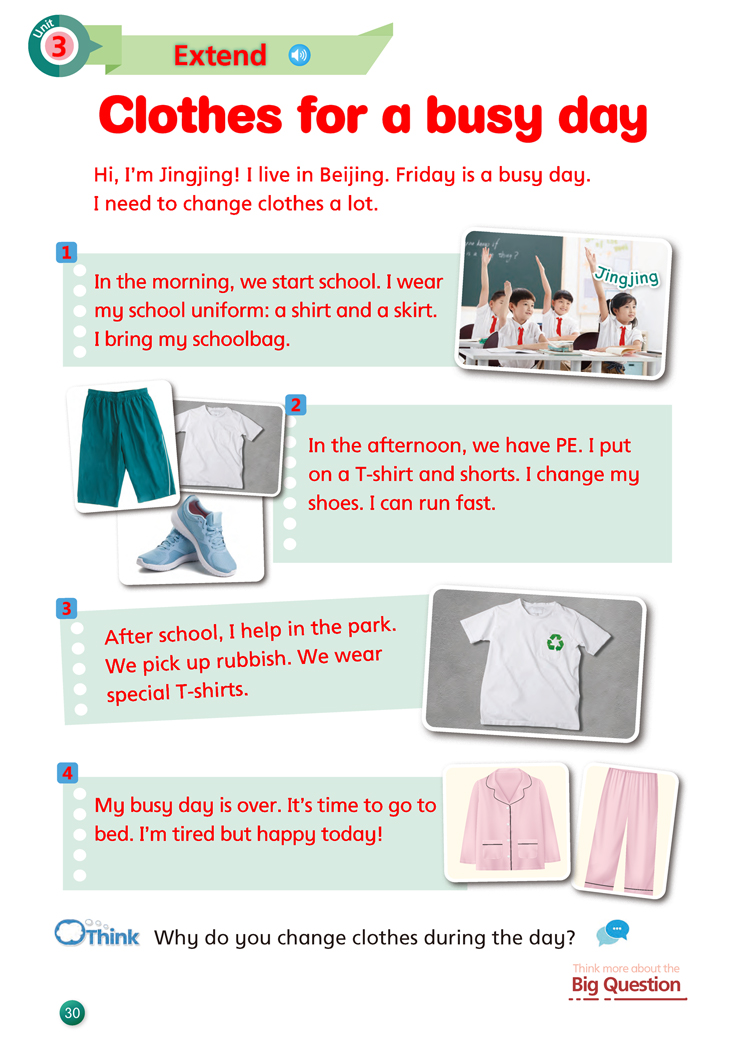 Unit
3
Extend
Clothes for a busy day
Hi, I'm Jingjing! I live in Beijing. Friday is a busy day.
I need to change clothes a lot.
1
In the morning, we start school. I wear
my school uniform: a shirt and a skirt.
I bring my schoolbag.
Jingjing
2
In the afternoon, we have PE. I put
on a T-shirt and shorts. I change my
shoes. I can run fast.
3
After school, I help in the park.
We pick up rubbish. We wear
special T-shirts.
4
My busy day is over. It's time to go to
bed. I'm tired but happy today!
Think
Why do you change clothes during the day?
Think more about the
Big Question
30